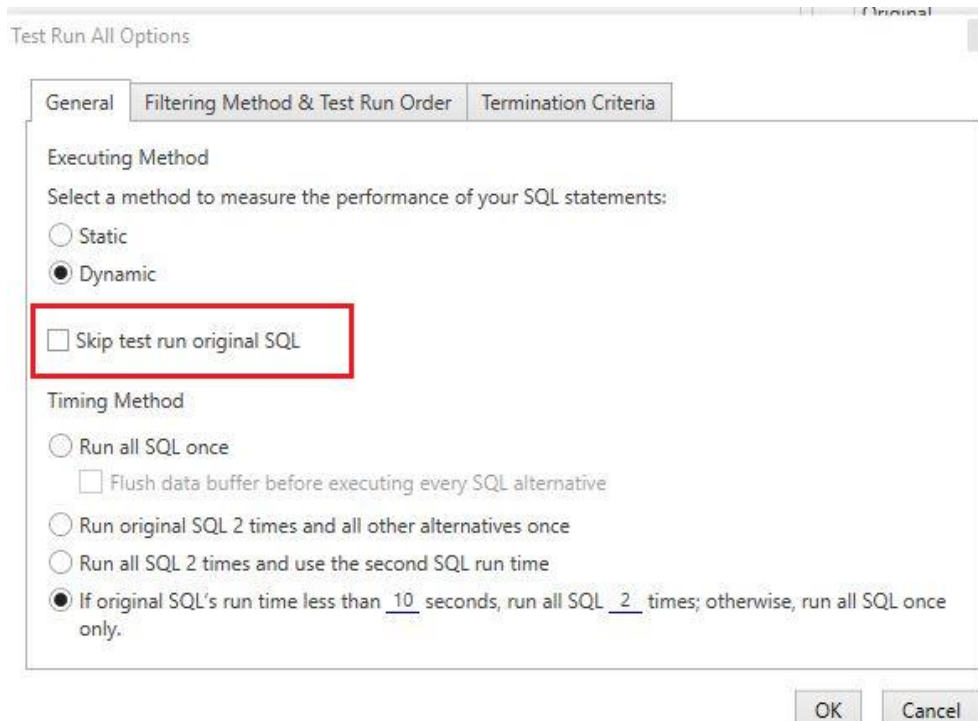 Original
Test Run All Options
General
Filtering Method & Test Run Order
Termination Criteria
Executing Method
Select a method to measure the performance of your SQL statements:
Static
Dynamic
Skip test run original SQL
Timing Method
Run all SQL once
Flush data buffer before executing every SQL alternative
Run original SQL 2 times and all other alternatives once
Run all SQL 2 times and use the second SQL run time
If original SQL's run time less than 10 seconds, run all SQL 2 times; otherwise, run all SQL once
only.
OK
Cancel